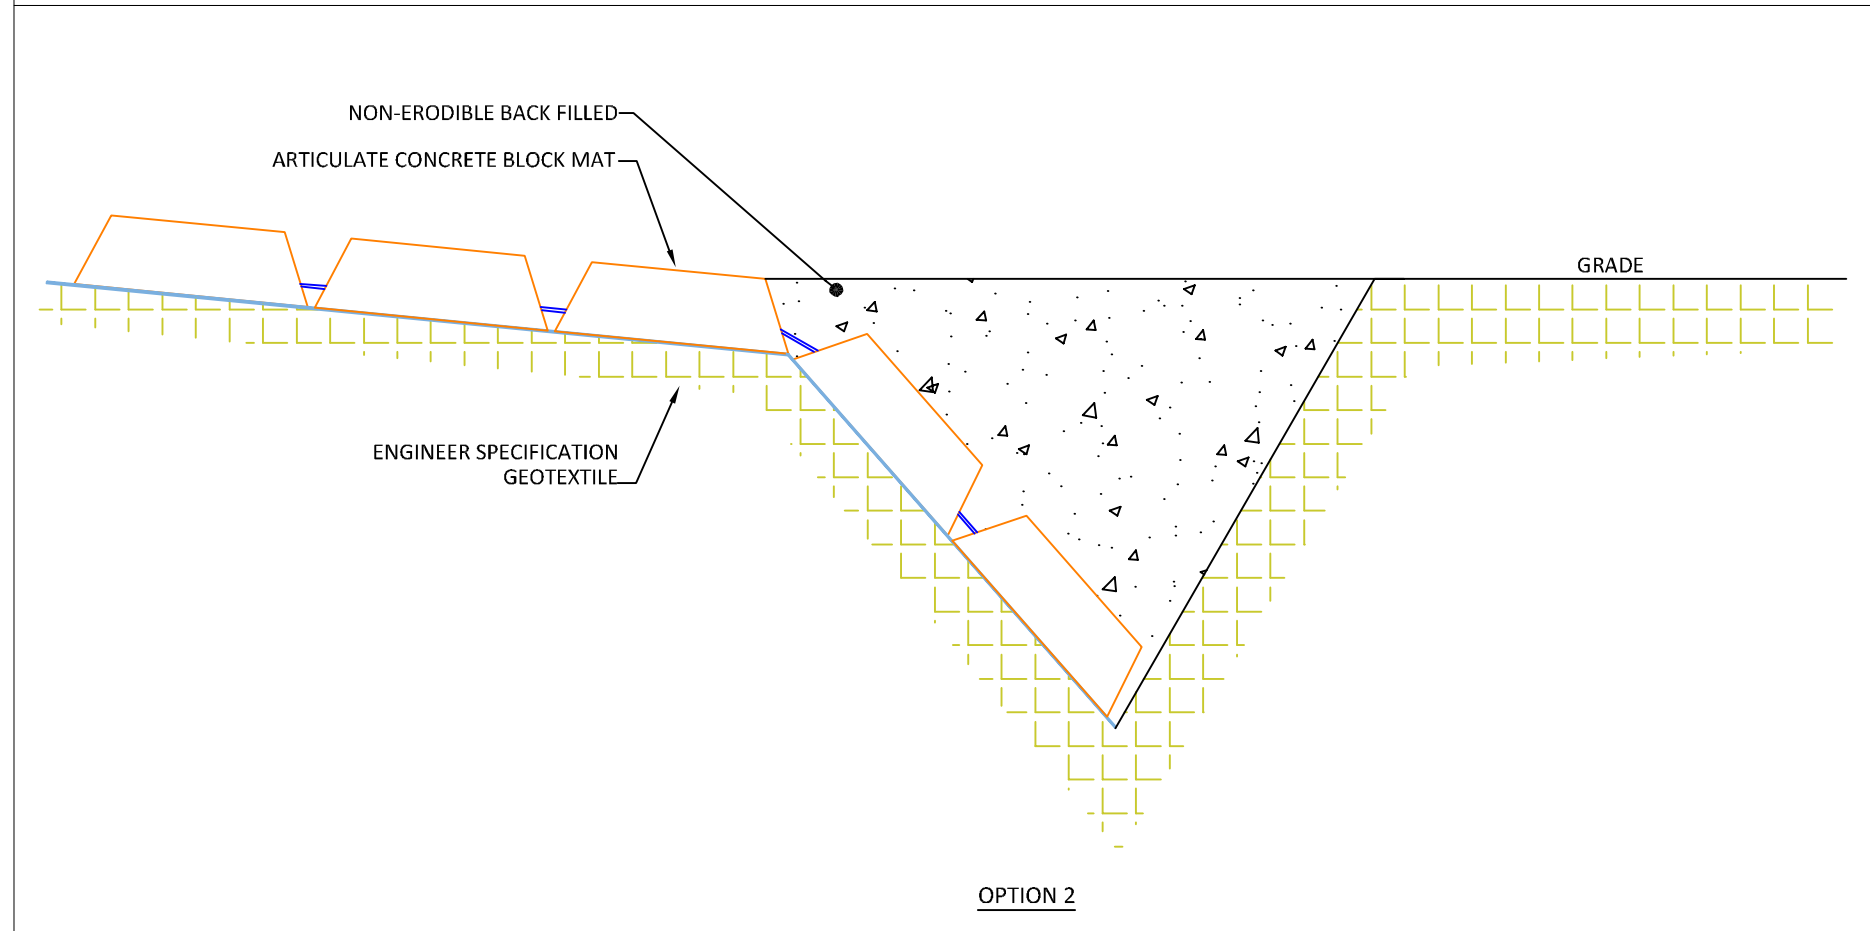 NON-ERODIBLE BACK FILLED
ARTICULATE CONCRETE BLOCK MAT
GRADE
ENGINEER SPECIFICATION
GEOTEXTILE
OPTION 2